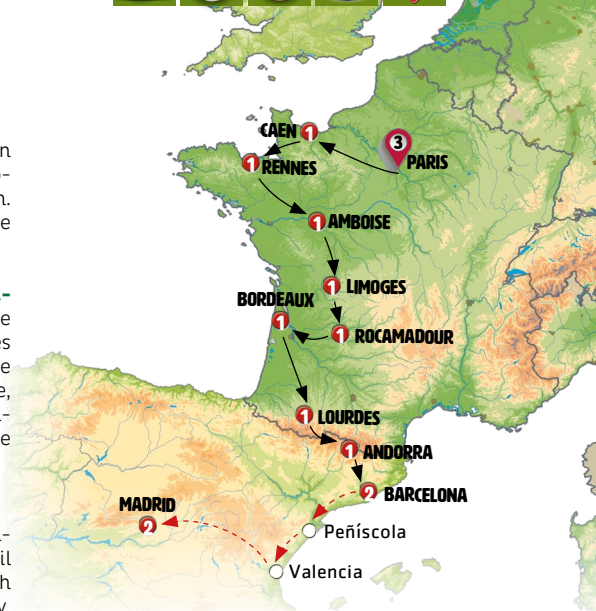 3
CAEN 1
PARIS
1 RENNES
1 AMBOISE
1 LIMOGES
BORDEAUX
1
1 ROCAMADOUR
1 LOURDES
1 ANDORRA
2 BARCELONA
MADRID
2
Peñíscola
Valencia